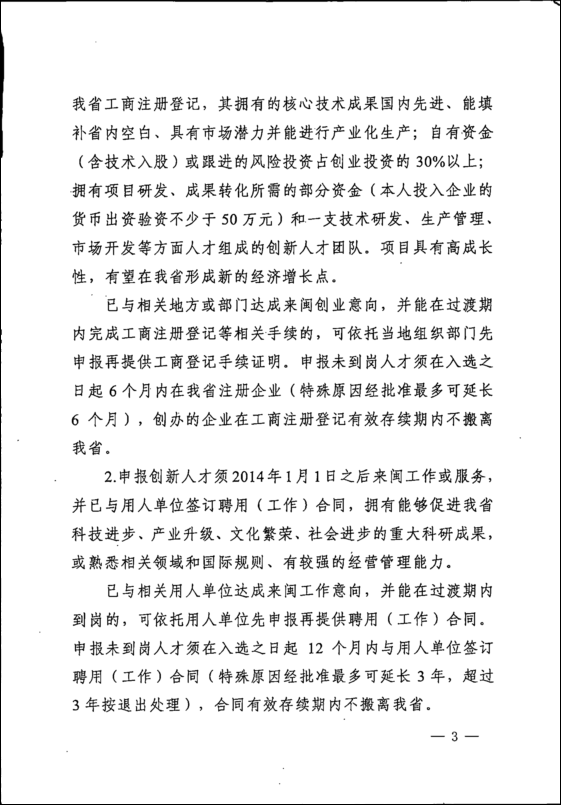 我省工商注册登记，其拥有的核心技术成果国内先进、能填
补省内空白、具有市场潜力并能进行产业化生产；自有资金
（含技术入股）或跟进的风险投资占创业投资的 30%以上；
拥有项目研发、成果转化所需的部分资金（本人投入企业的
货币出资验资不少于 50 万元）和一支技术研发、生产管理、
市场开发等方面人才组成的创新人才团队。项目具有高成长
性，有望在我省形成新的经济增长点。
已与相关地方或部门达成来闽创业意向，并能在过渡期
内完成工商注册登记等相关手续的，可依托当地组织部门先
申报再提供工商登记手续证明。申报未到岗人才须在入选之
日起 6 个月内在我省注册企业（特殊原因经批准最多可延长
6 个月），创办的企业在工商注册登记有效存续期内不搬离
我省。
2.申报创新人才须 2014 年 1 月 1 日之后来闽工作或服务，
并已与用人单位签订聘用（工作）合同，拥有能够促进我省
科技进步、产业升级、文化繁荣、社会进步的重大科研成果，
或熟悉相关领域和国际规则、有较强的经营管理能力。
已与相关用人单位达成来闽工作意向，并能在过渡期内
到岗的，可依托用人单位先申报再提供聘用（工作）合同。
申报未到岗人才须在入选之日起 12 个月内与用人单位签订
聘用（工作）合同（特殊原因经批准最多可延长 3 年，超过
3 年按退出处理），合同有效存续期内不搬离我省。
— 3 —